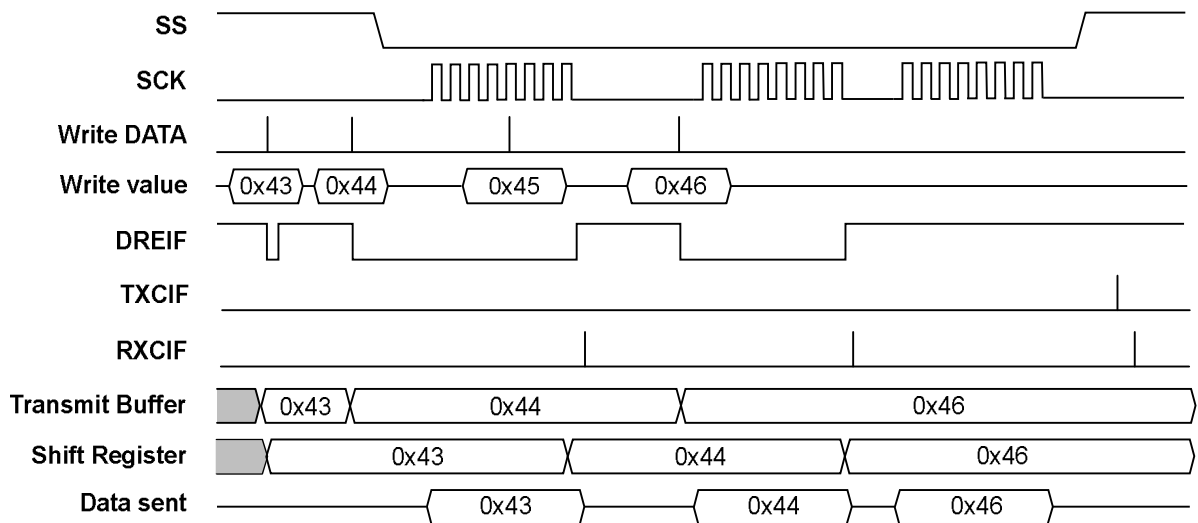 SS
SCK
Write DATA
Write value 0x43 0x44 0x45 0x46
DREIF
TXCIF
RXCIF
Transmit Buffer 0x43 0x44 0x46
Shift Register 0x43 0x44 0x46
Data sent 0x43 0x44 0x46